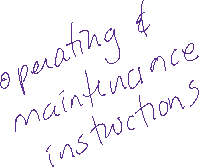 operating &
maintenance
instructions